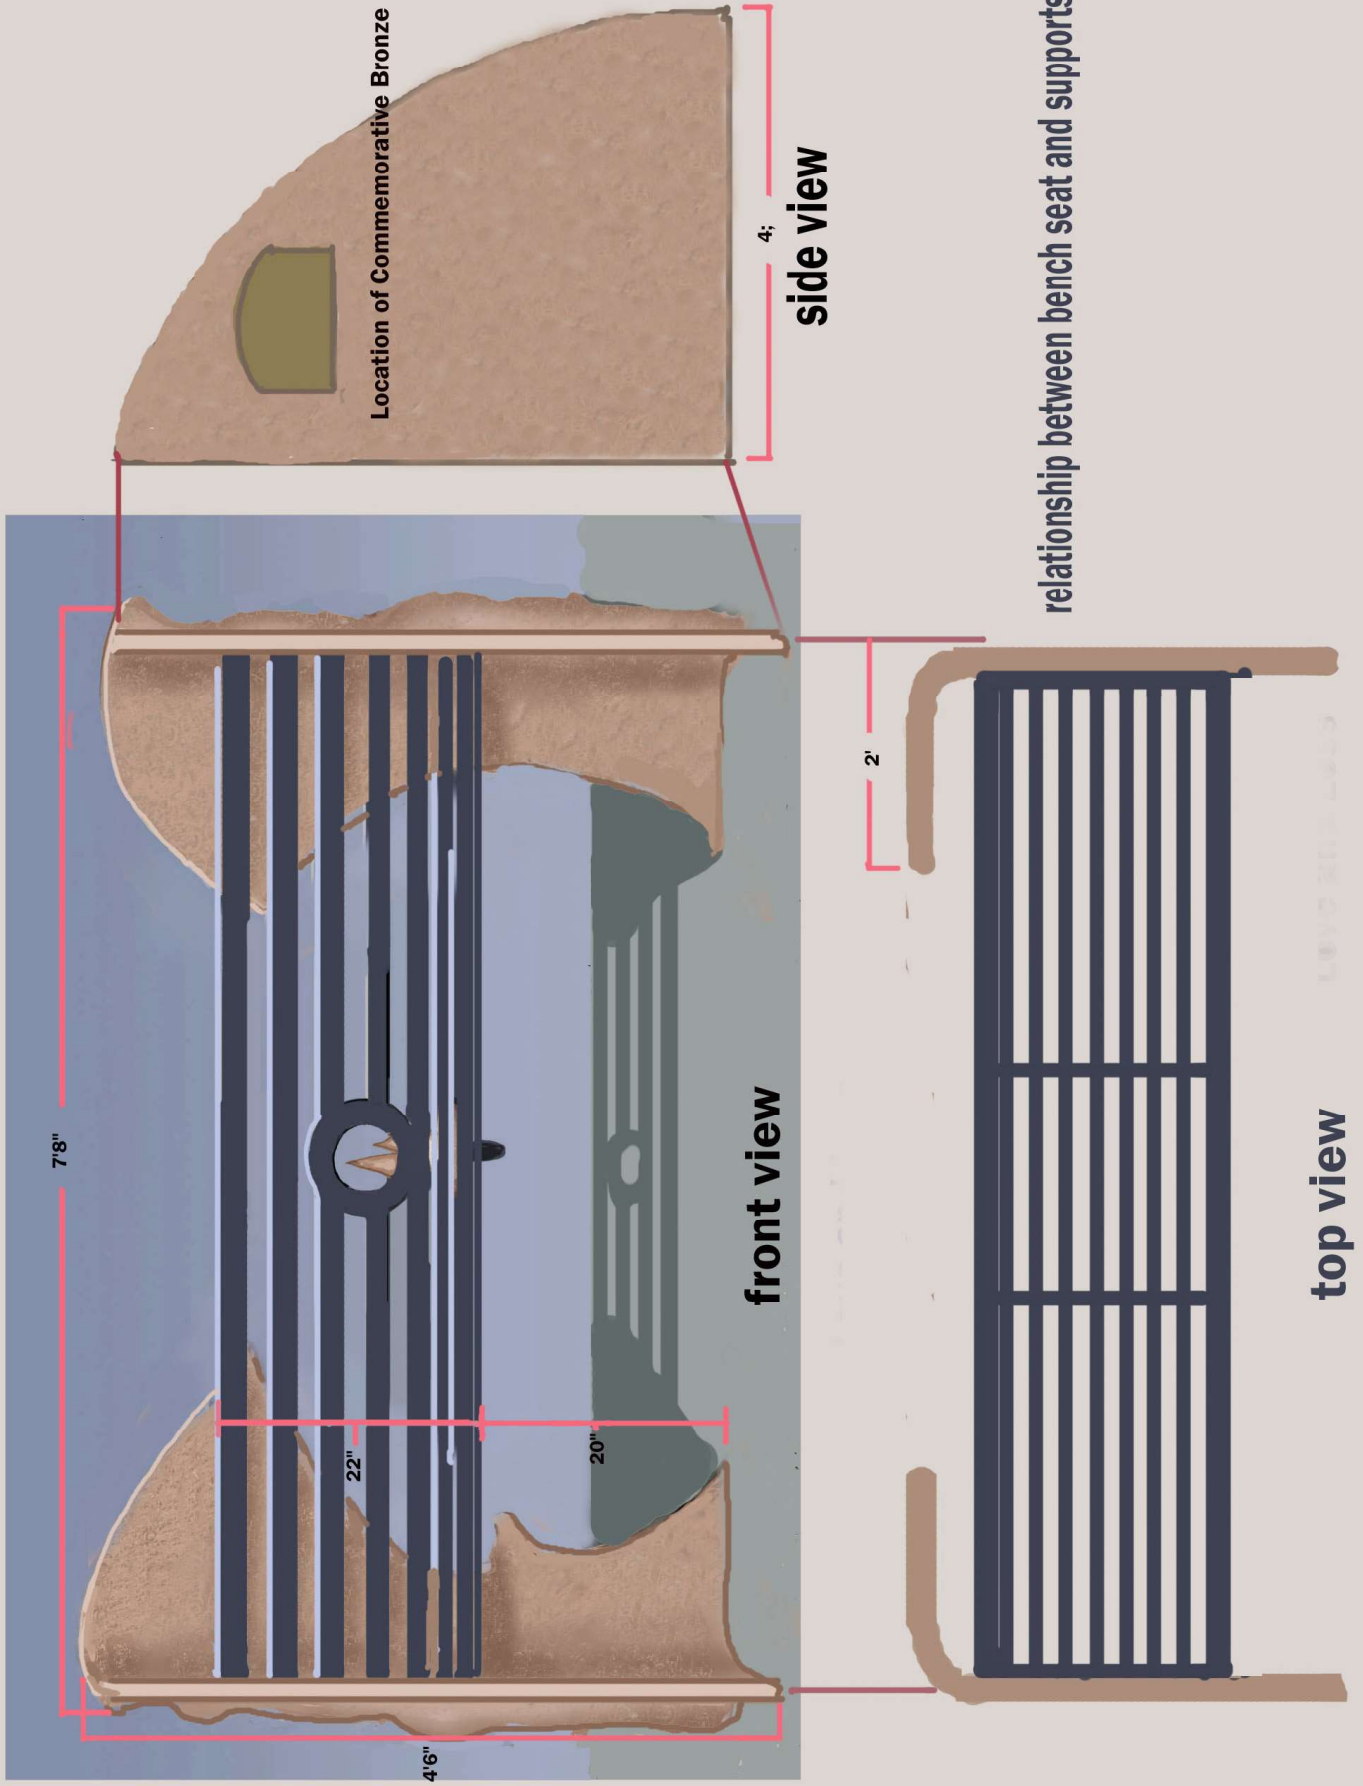 7'8"
4'6"
22"
20"
front view
Location of Commemorative Bronze
4;
side view
2'
relationship between bench seat and supports
top view